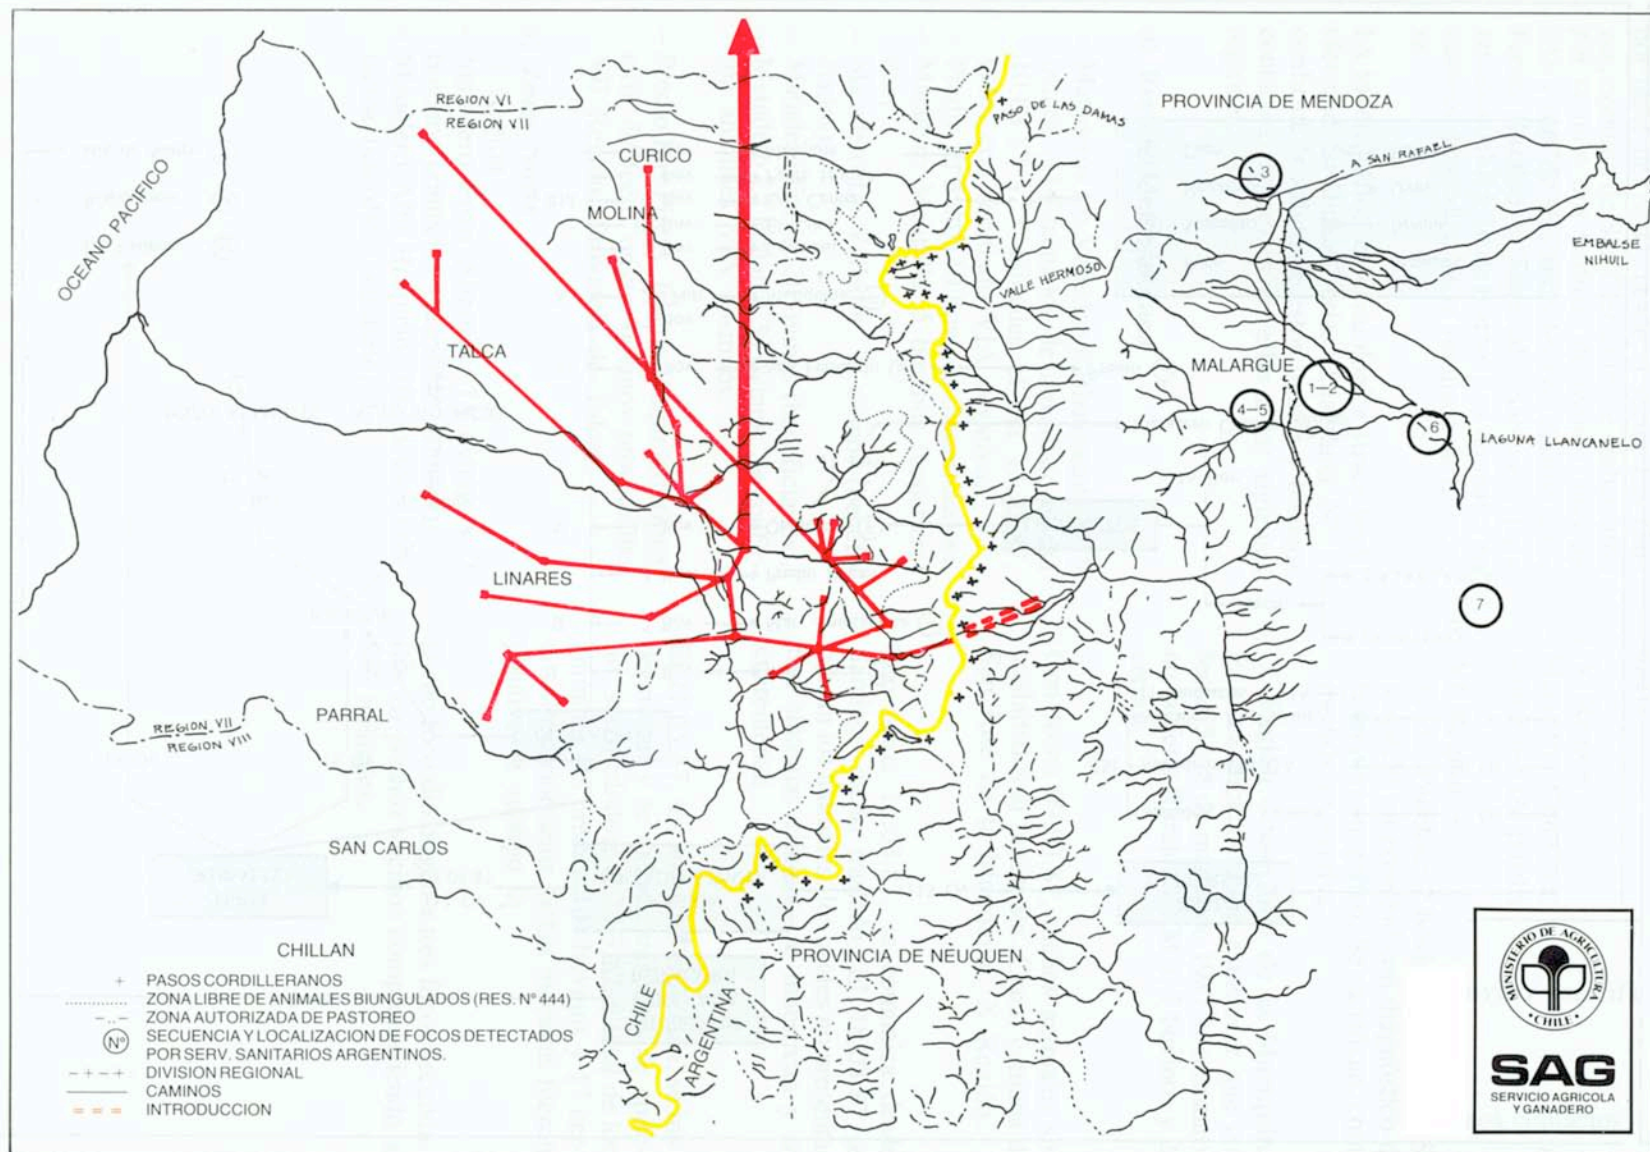 REGION VI
REGION VII
PASO DE LAS DAMAS
PROVINCIA DE MENDOZA
CURICO
3
A SAN RAFAEL
OCEANO PACIFICO
MOLINA
EMBALSE
NIHUIL
VALLE HERMOSO
TALCA
MALARGUE
1-2
4-5
6
LAGUNA LLANCANELO
LINARES
7
PARRAL
REGION VII
REGION VIII
SAN CARLOS
CHILLAN
PROVINCIA DE NEUQUEN
CHILE
ARGENTINA
+ PASOS CORDILLERANOS
ZONA LIBRE DE ANIMALES BIUNGULADOS (RES. N° 444)
ZONA AUTORIZADA DE PASTOREO
N° SECUENCIA Y LOCALIZACION DE FOCOS DETECTADOS
POR SERV. SANITARIOS ARGENTINOS.
DIVISION REGIONAL
CAMINOS
INTRODUCCION
MINISTERIO DE AGRICULTURA
• CHILE •
SAG
SERVICIO AGRICOLA
Y GANADERO